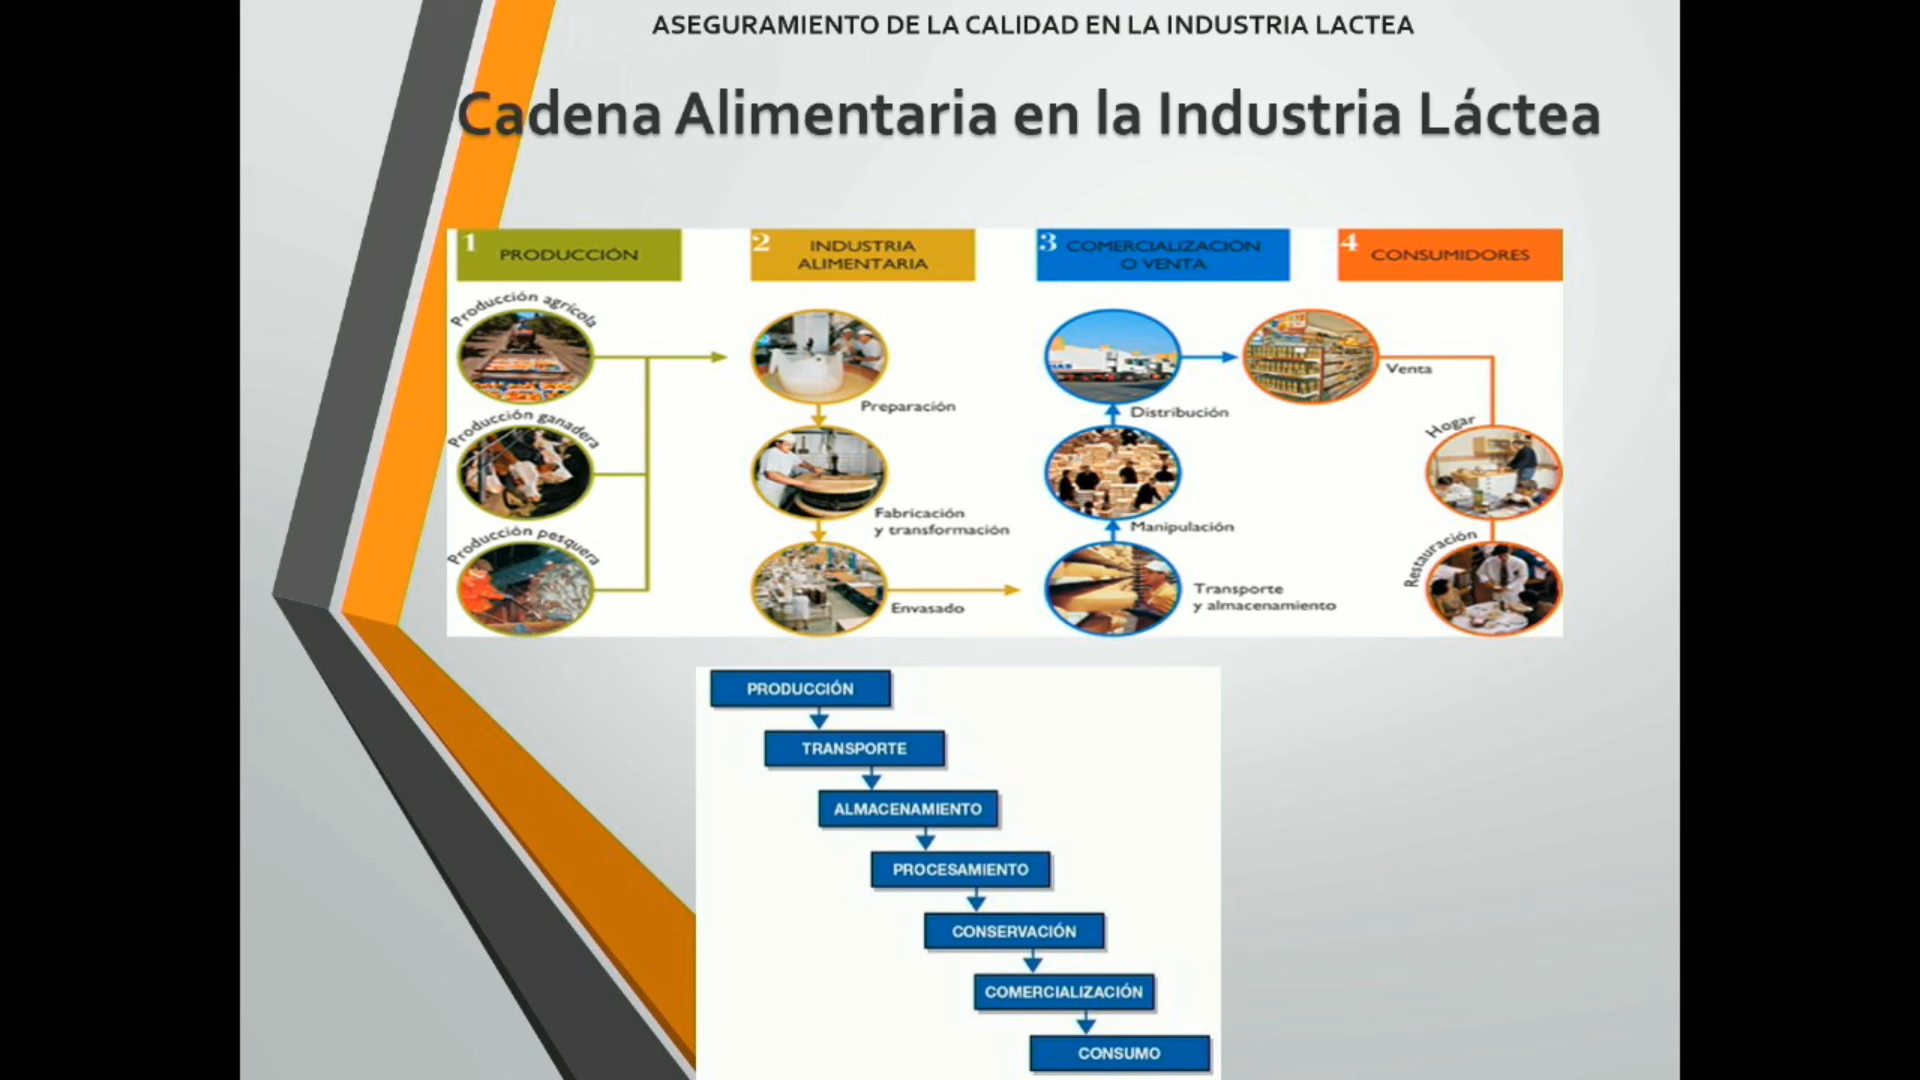 ASEGURAMIENTO DE LA CALIDAD EN LA INDUSTRIA LACTEA
Cadena Alimentaria en la Industria Láctea
1 PRODUCCIÓN
Producción agrícola
Producción ganadera
Producción pesquera
2 INDUSTRIA
ALIMENTARIA
Preparación
Fabricación
y transformación
Envasado
3 COMERCIALIZACIÓN
O VENTA
Distribución
Manipulación
Transporte
y almacenamiento
4 CONSUMIDORES
Venta
Hogar
Restauración
PRODUCCIÓN
TRANSPORTE
ALMACENAMIENTO
PROCESAMIENTO
CONSERVACIÓN
COMERCIALIZACIÓN
CONSUMO